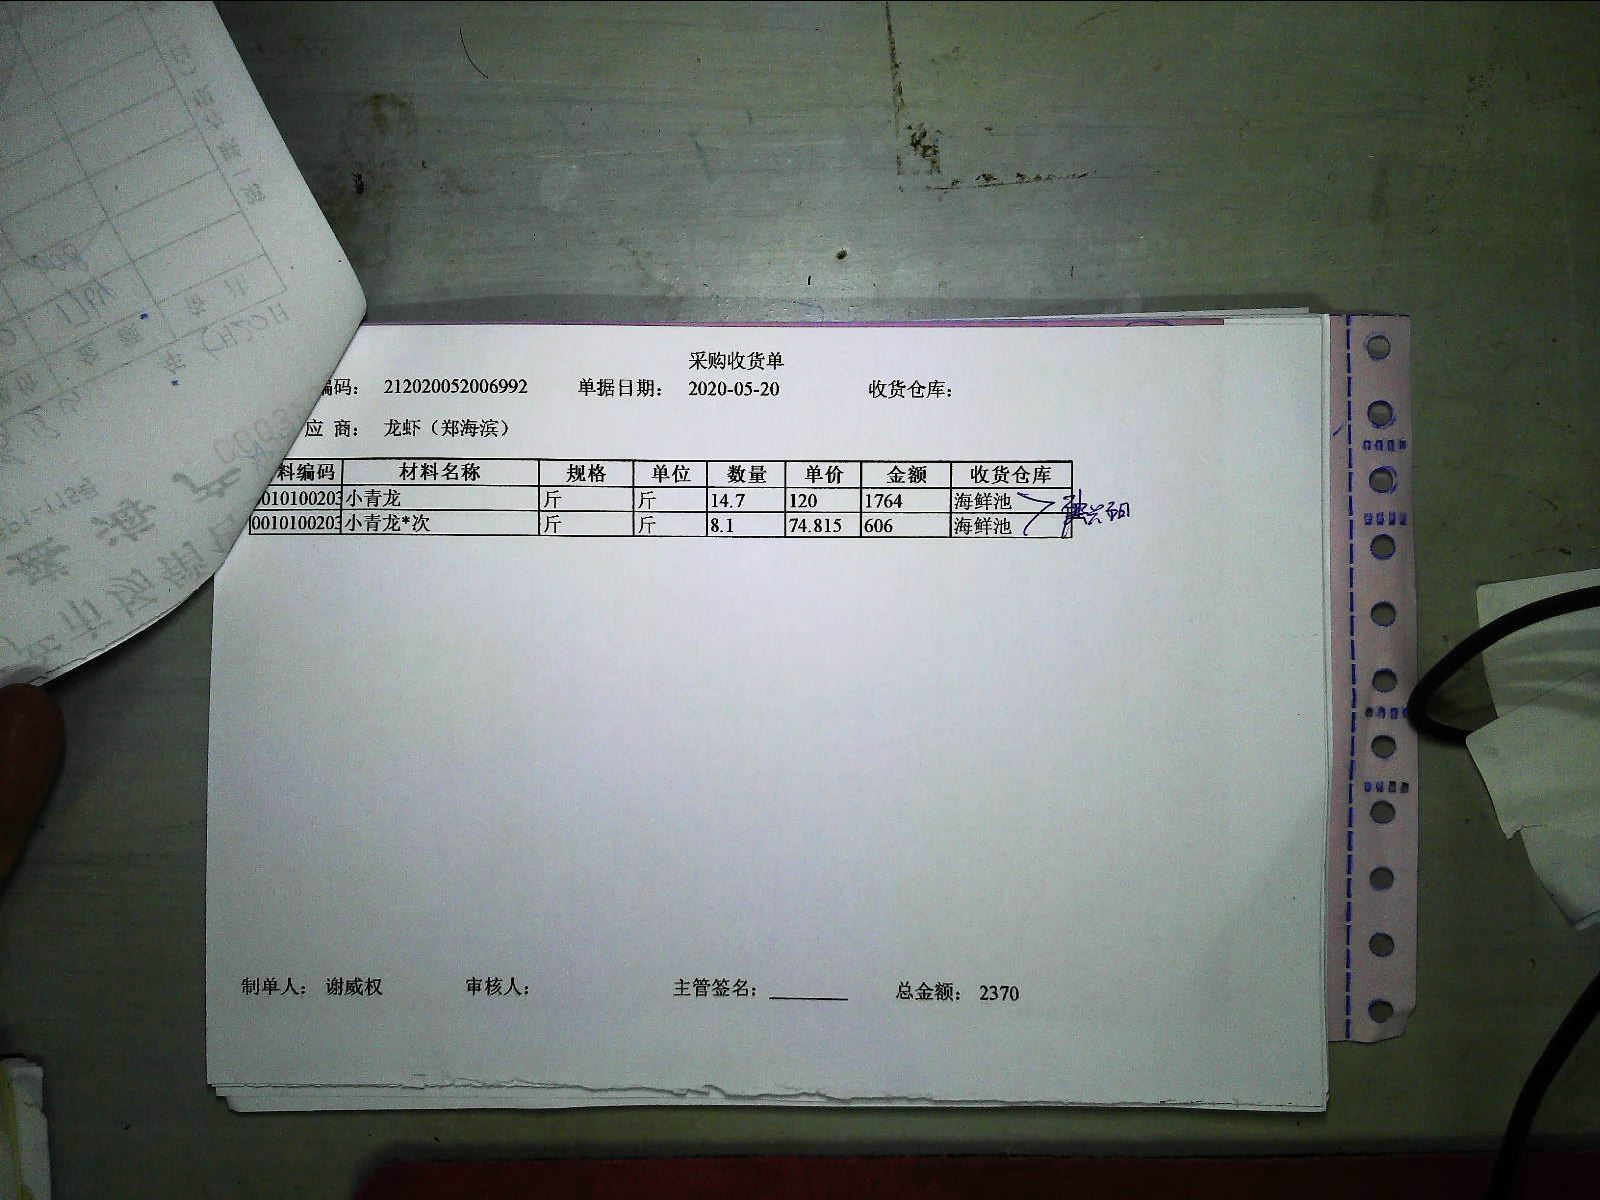 采购收货单
编码： 212020052006992 单据日期： 2020-05-20 收货仓库：
应 商： 龙虾（郑海滨）
料编码 材料名称 规格 单位 数量 单价 金额 收货仓库
0010100203 小青龙 斤 斤 14.7 120 1764 海鲜池
0010100203 小青龙*次 斤 斤 8.1 74.815 606 海鲜池
制单人： 谢威权 审核人： 主管签名： 总金额： 2370